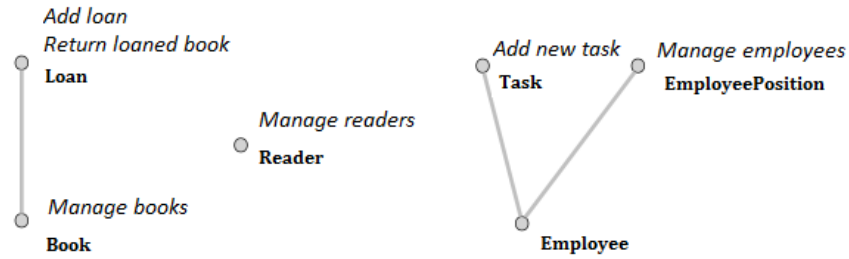 Add loan
Return loaned book
Loan
Manage books
Book
Manage readers
Reader
Add new task
Task
Manage employees
EmployeePosition
Employee